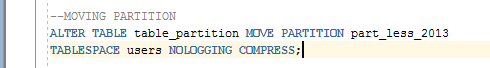 --MOVING PARTITION
ALTER TABLE table_partition MOVE PARTITION part_less_2013
TABLESPACE users NOLOGGING COMPRESS;